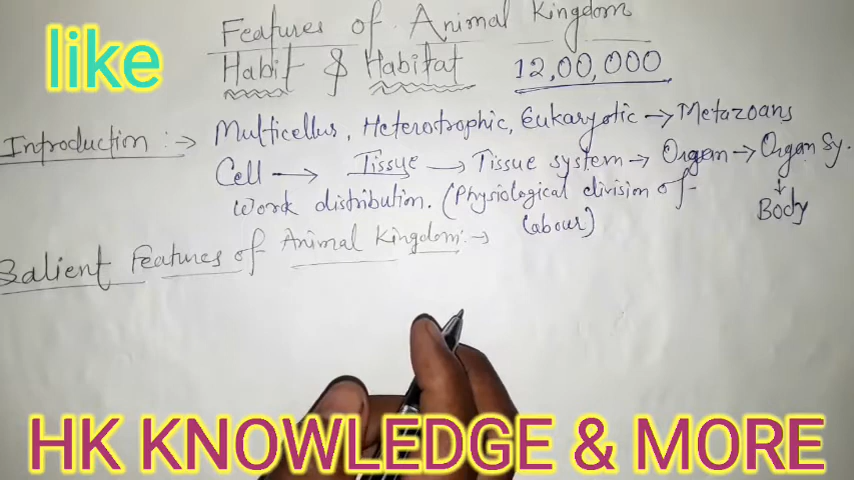 like
Features of Animal Kingdom
Habit & Habitat 12,00,000
Introduction :→ Multicellus, Heterotrophic, Eukaryotic → Metazoans
Cell → Tissye → Tissue system → Organ → Organ Sy.
↓
Work distribution. (Physiological division of Body
Labour)
Salient Features of Animal Kingdom :→
HK KNOWLEDGE & MORE